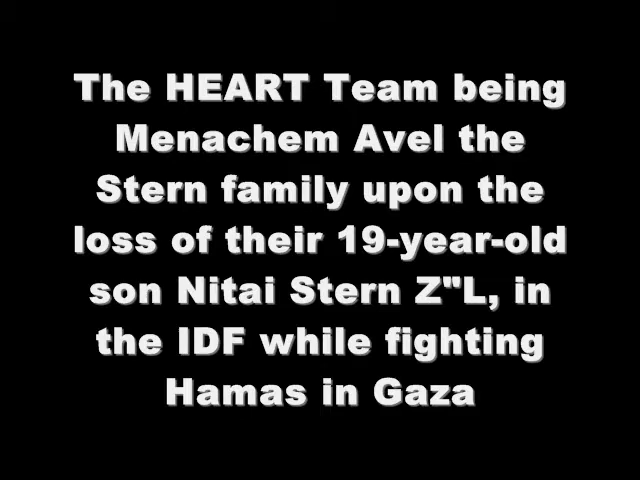 The HEART Team being
Menachem Avel the
Stern family upon the
loss of their 19-year-old
son Nitai Stern Z"L, in
the IDF while fighting
Hamas in Gaza